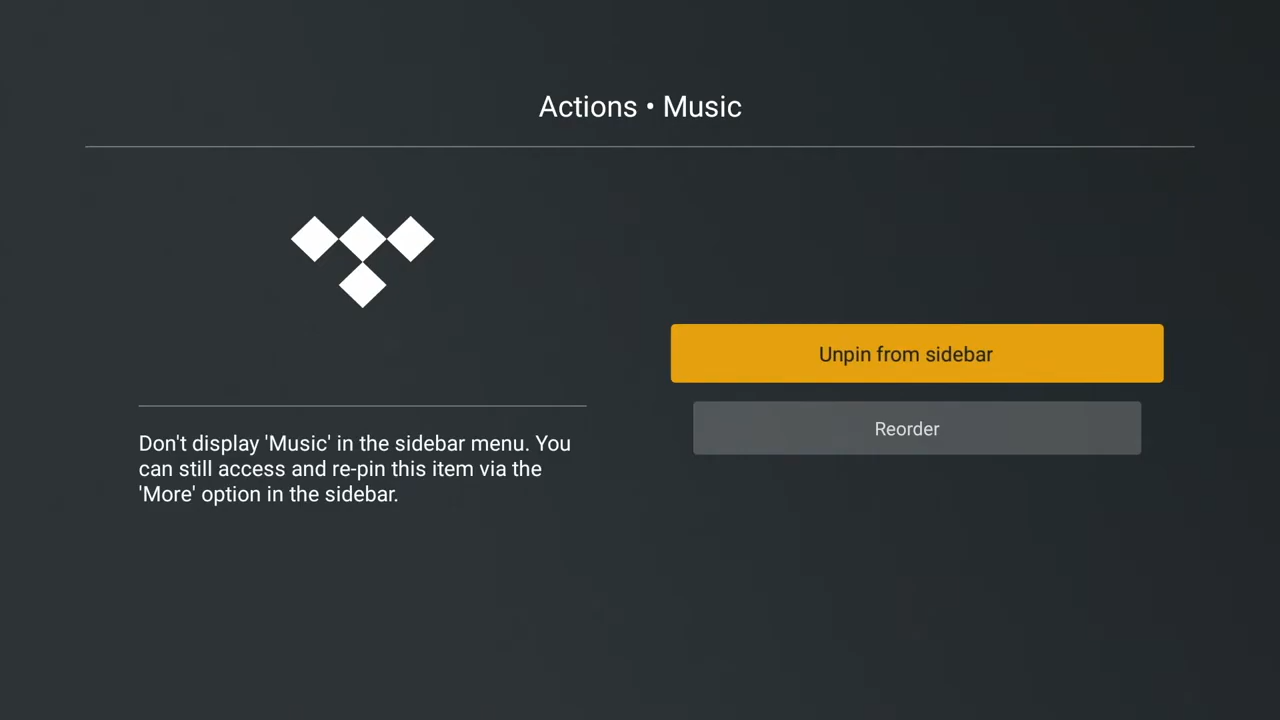 Actions • Music
Unpin from sidebar
Reorder
Don't display 'Music' in the sidebar menu. You
can still access and re-pin this item via the
'More' option in the sidebar.